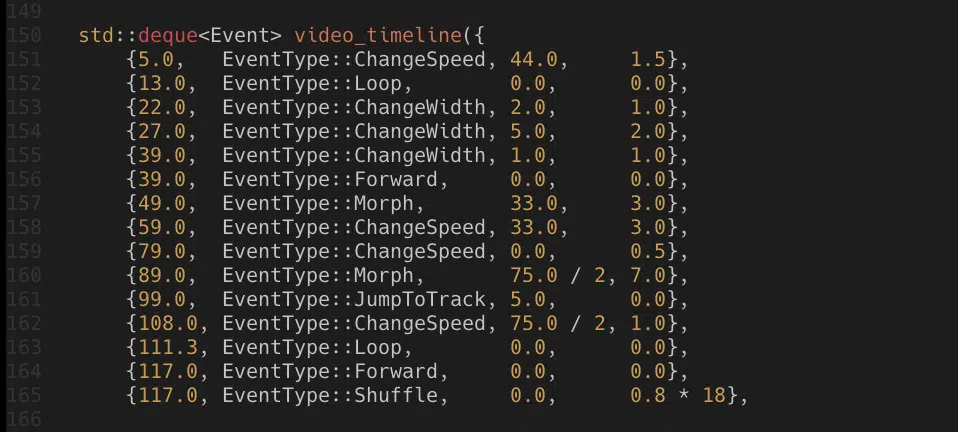 149
150 std::deque<Event> video_timeline({
151 {5.0, EventType::ChangeSpeed, 44.0, 1.5},
152 {13.0, EventType::Loop, 0.0, 0.0},
153 {22.0, EventType::ChangeWidth, 2.0, 1.0},
154 {27.0, EventType::ChangeWidth, 5.0, 2.0},
155 {39.0, EventType::ChangeWidth, 1.0, 1.0},
156 {39.0, EventType::Forward, 0.0, 0.0},
157 {49.0, EventType::Morph, 33.0, 3.0},
158 {59.0, EventType::ChangeSpeed, 33.0, 3.0},
159 {79.0, EventType::ChangeSpeed, 0.0, 0.5},
160 {89.0, EventType::Morph, 75.0 / 2, 7.0},
161 {99.0, EventType::JumpToTrack, 5.0, 0.0},
162 {108.0, EventType::ChangeSpeed, 75.0 / 2, 1.0},
163 {111.3, EventType::Loop, 0.0, 0.0},
164 {117.0, EventType::Forward, 0.0, 0.0},
165 {117.0, EventType::Shuffle, 0.0, 0.8 * 18},
166